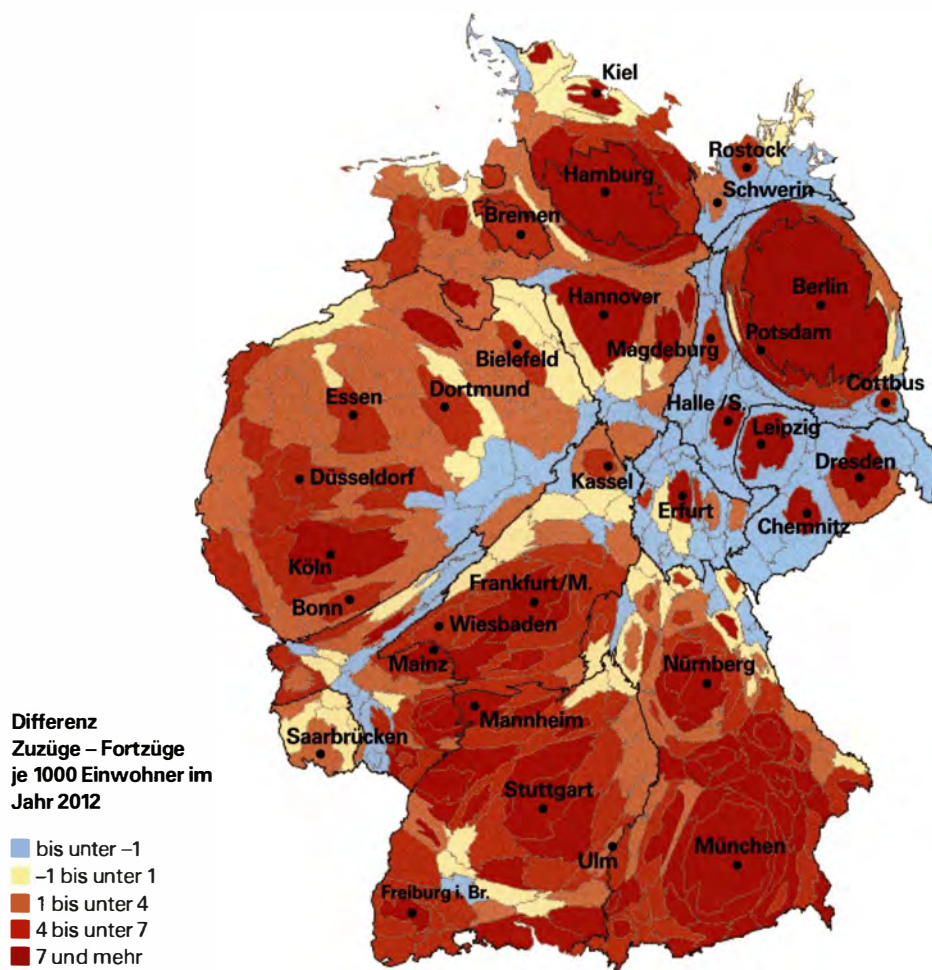 Kiel
Rostock
Hamburg
Schwerin
Bremen
Berlin
Hannover
Potsdam
Magdeburg
Bielefeld
Cottbus
Essen
Dortmund
Halle/S.
Leipzig
Dresden
Düsseldorf
Kassel
Erfurt
Chemnitz
Köln
Frankfurt/M.
Bonn
Wiesbaden
Mainz
Nürnberg
Mannheim
Saarbrücken
Stuttgart
Ulm
München
Freiburg i. Br.
Differenz
Zuzüge – Fortzüge
je 1000 Einwohner im
Jahr 2012
bis unter –1
–1 bis unter 1
1 bis unter 4
4 bis unter 7
7 und mehr